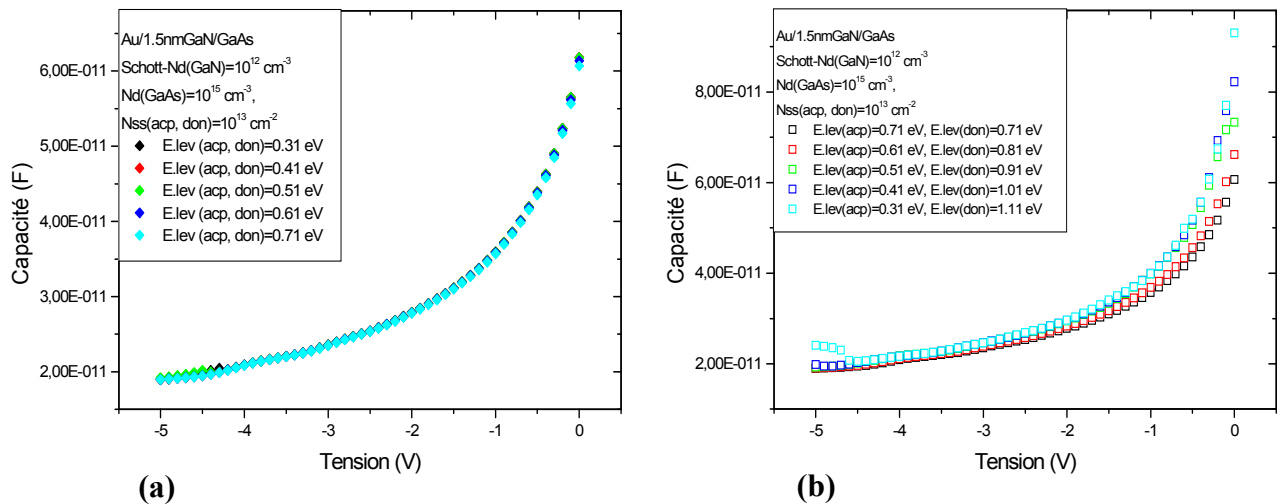 Au/1.5nmGaN/GaAs
Schott-Nd(GaN)=10¹² cm⁻³
Nd(GaAs)=10¹⁵ cm⁻³,
Nss(acp, don)=10¹³ cm⁻²
E.lev (acp, don)=0.31 eV
E.lev (acp, don)=0.41 eV
E.lev (acp, don)=0.51 eV
E.lev (acp, don)=0.61 eV
E.lev (acp, don)=0.71 eV
6,00E-011
5,00E-011
4,00E-011
3,00E-011
2,00E-011
Capacité (F)
-5 -4 -3 -2 -1 0
Tension (V)
(a)
Au/1.5nmGaN/GaAs
Schott-Nd(GaN)=10¹² cm⁻³
Nd(GaAs)=10¹⁵ cm⁻³,
Nss(acp, don)=10¹³ cm⁻²
E.lev(acp)=0.71 eV, E.lev(don)=0.71 eV
E.lev(acp)=0.61 eV, E.lev(don)=0.81 eV
E.lev(acp)=0.51 eV, E.lev(don)=0.91 eV
E.lev(acp)=0.41 eV, E.lev(don)=1.01 eV
E.lev(acp)=0.31 eV, E.lev(don)=1.11 eV
8,00E-011
6,00E-011
4,00E-011
2,00E-011
Capacité (F)
-5 -4 -3 -2 -1 0
Tension (V)
(b)